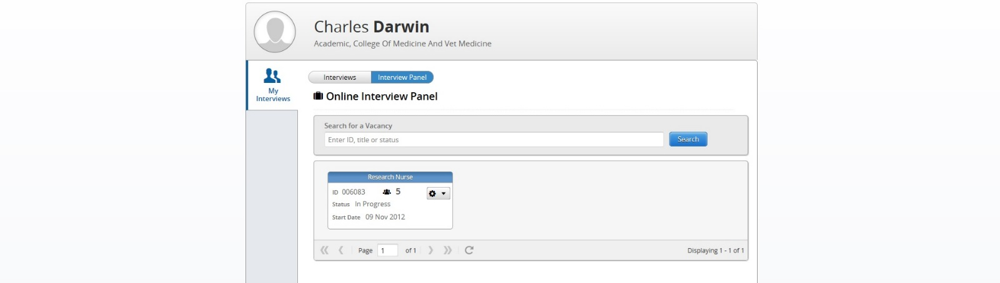 Charles Darwin
Academic, College Of Medicine And Vet Medicine
My
Interviews
Interviews Interview Panel
Online Interview Panel
Search for a Vacancy
Enter ID, title or status Search
Research Nurse
ID 006083 5
Status In Progress
Start Date 09 Nov 2012
Page 1 of 1 Displaying 1 - 1 of 1